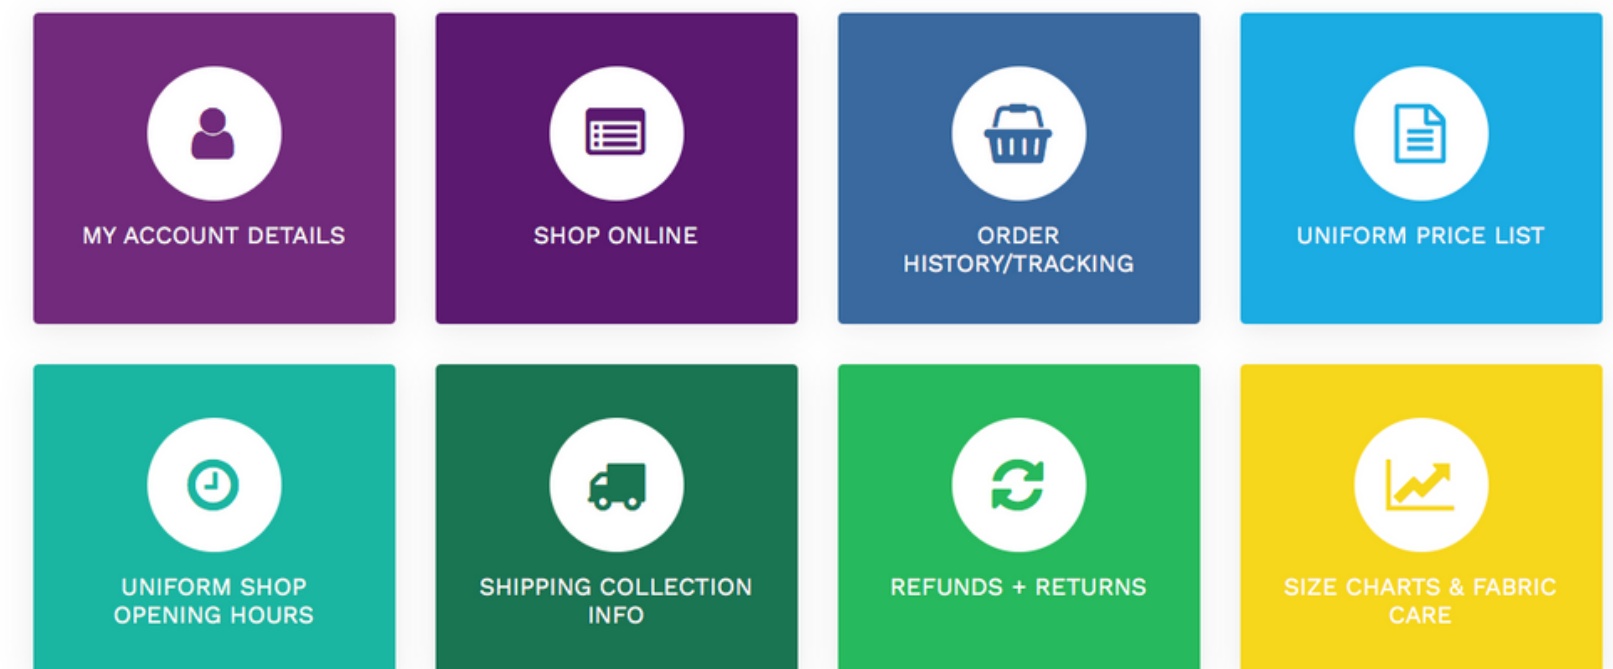 MY ACCOUNT DETAILS
SHOP ONLINE
ORDER
HISTORY/TRACKING
UNIFORM PRICE LIST
UNIFORM SHOP
OPENING HOURS
SHIPPING COLLECTION
INFO
REFUNDS + RETURNS
SIZE CHARTS & FABRIC
CARE